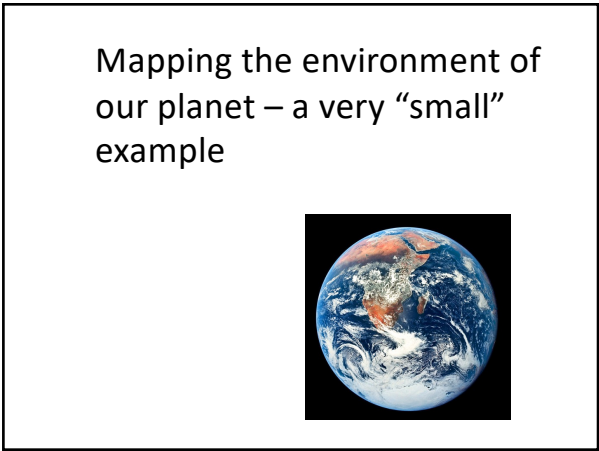 Mapping the environment of
our planet – a very “small”
example